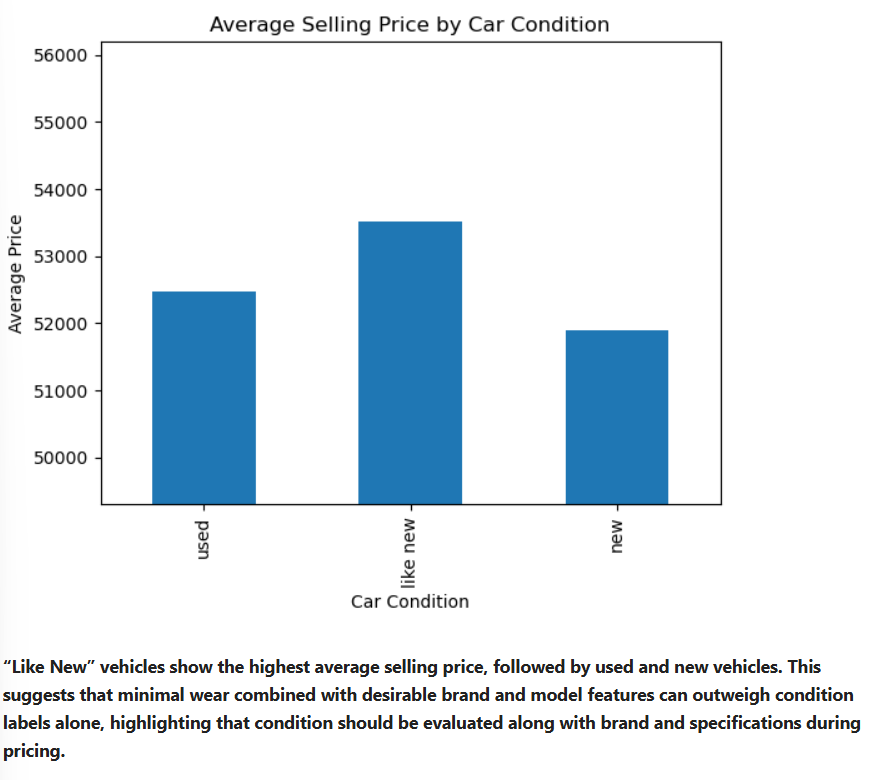 Average Selling Price by Car Condition
56000
55000
54000
53000
52000
51000
50000
Average Price
used
like new
new
Car Condition
“Like New” vehicles show the highest average selling price, followed by used and new vehicles. This
suggests that minimal wear combined with desirable brand and model features can outweigh condition
labels alone, highlighting that condition should be evaluated along with brand and specifications during
pricing.